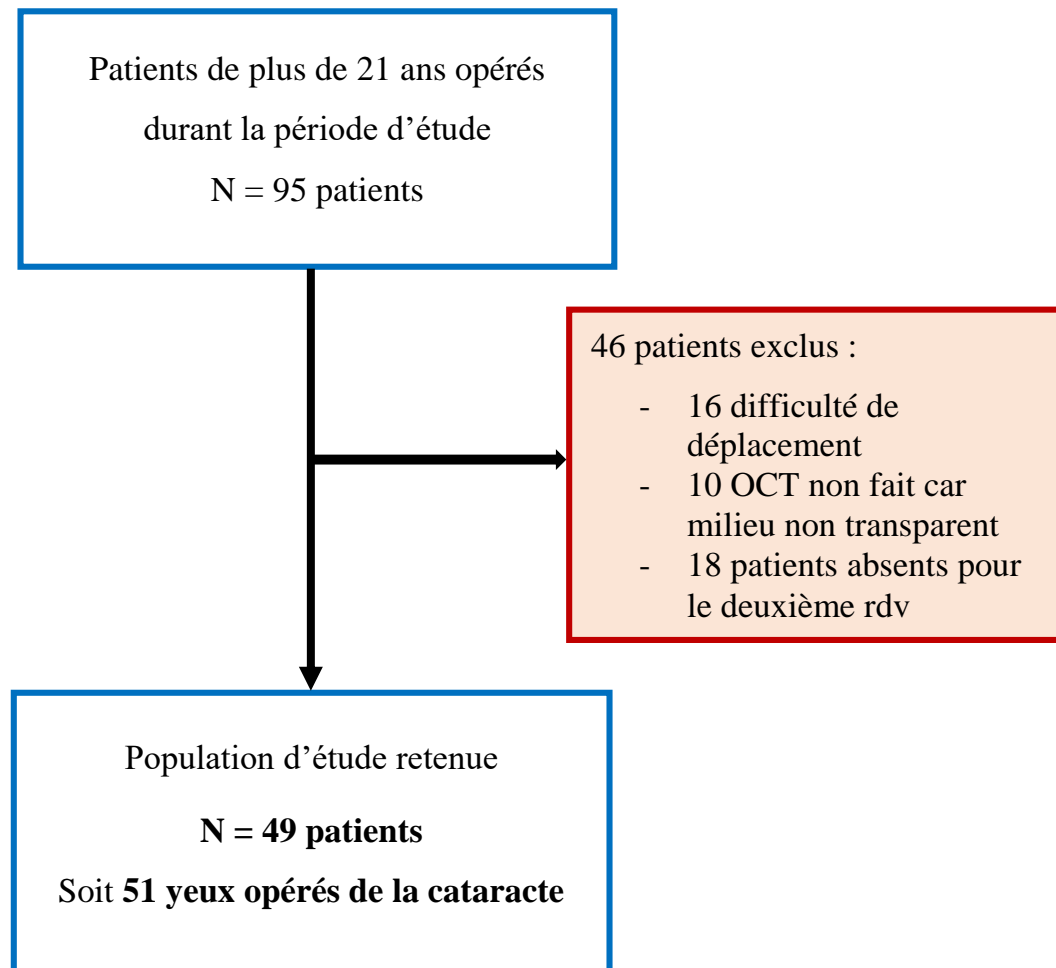 Patients de plus de 21 ans opérés
durant la période d’étude
N = 95 patients
46 patients exclus :
- 16 difficulté de
déplacement
- 10 OCT non fait car
milieu non transparent
- 18 patients absents pour
le deuxième rdv
Population d’étude retenue
N = 49 patients
Soit 51 yeux opérés de la cataracte